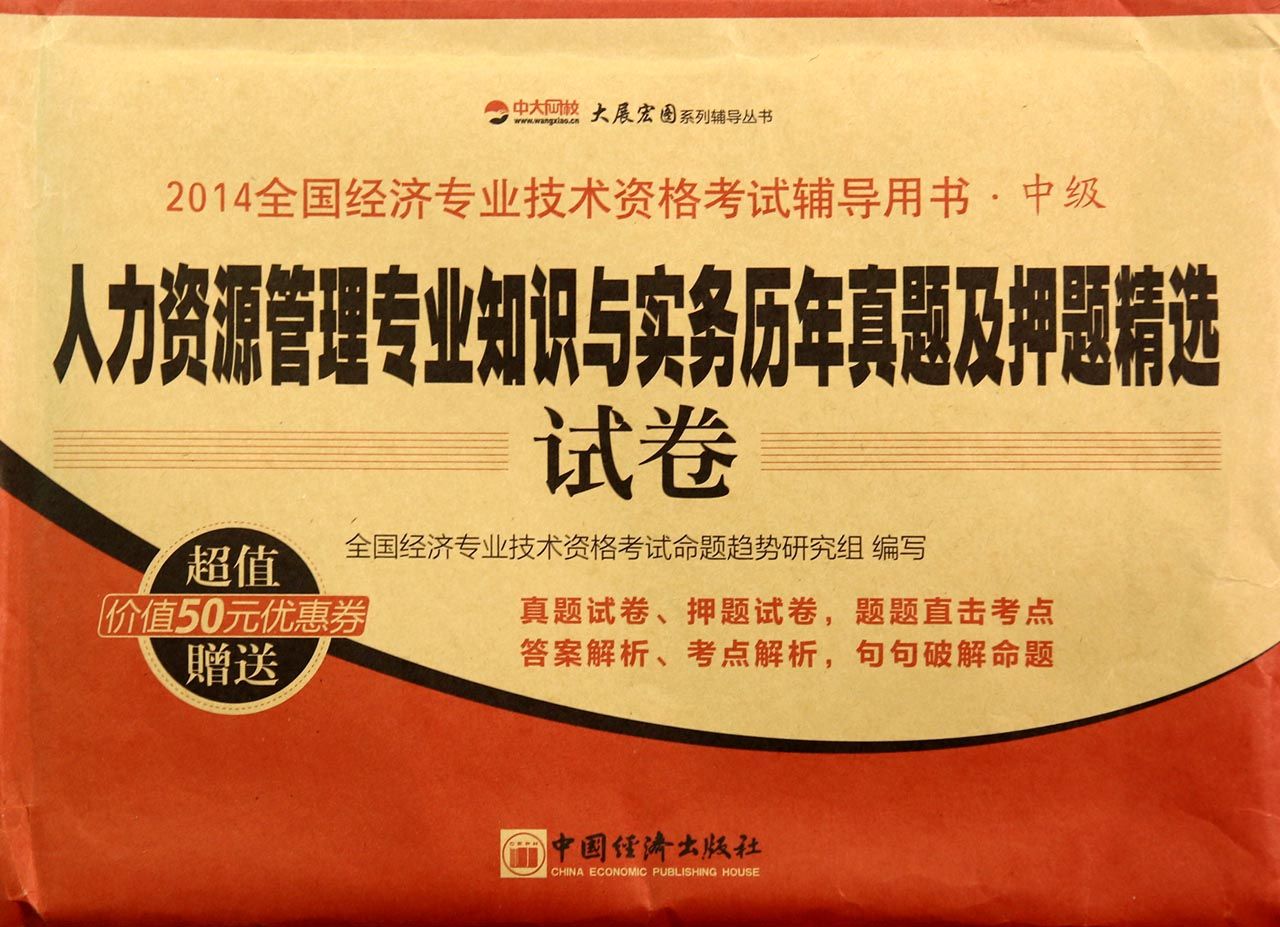 中大网校 大展宏图系列辅导丛书
www.wangxiao.cn
2014全国经济专业技术资格考试辅导用书·中级
人力资源管理专业知识与实务历年真题及押题精选
试卷
全国经济专业技术资格考试命题趋势研究组 编写
超值
价值50元优惠券
赠送
真题试卷、押题试卷，题题直击考点
答案解析、考点解析，句句破解命题
CEPH
中国经济出版社
CHINA ECONOMIC PUBLISHING HOUSE